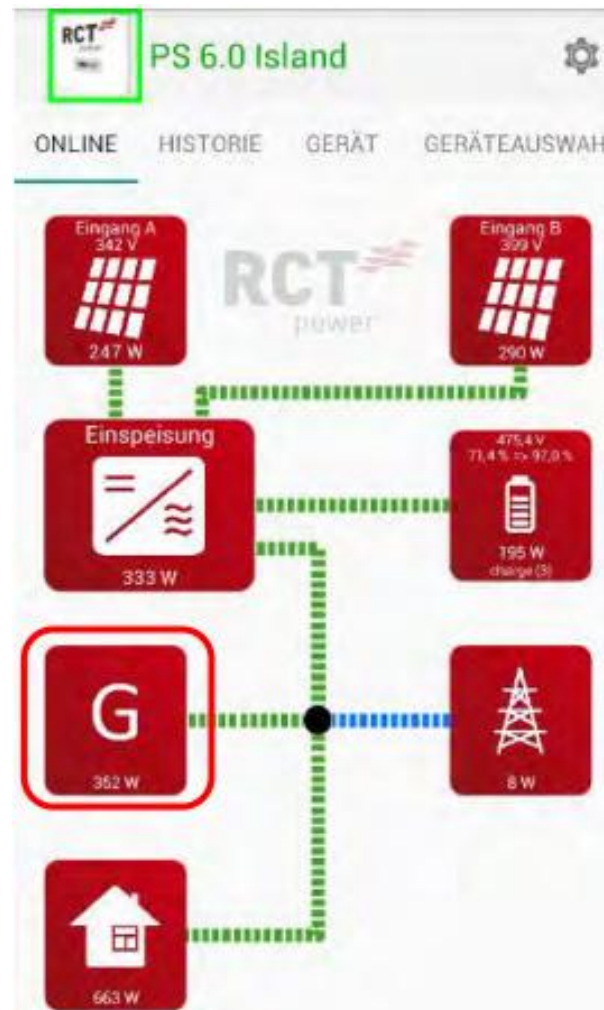 RCT
PS 6.0 Island
ONLINE HISTORIE GERÄT GERÄTEAUSWAH
Eingang A
342 V
247 W
RCT
power
Eingang B
399 V
290 W
Einspeisung
333 W
475,4 V
71,4 % => 97,0 %
195 W
charge (3)
G
352 W
8 W
663 W